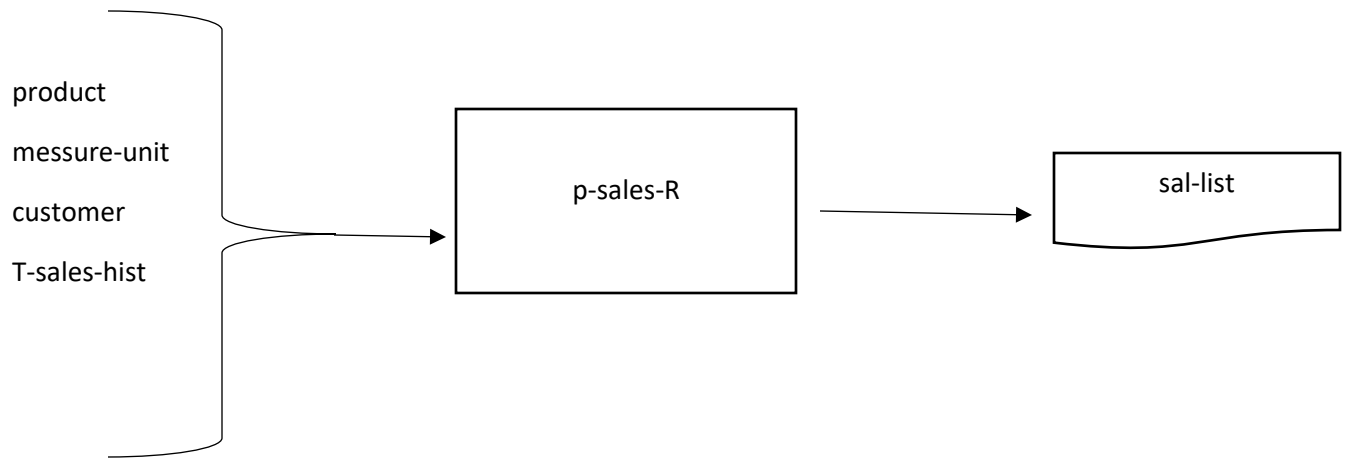 product
messure-unit
customer
T-sales-hist
p-sales-R
sal-list